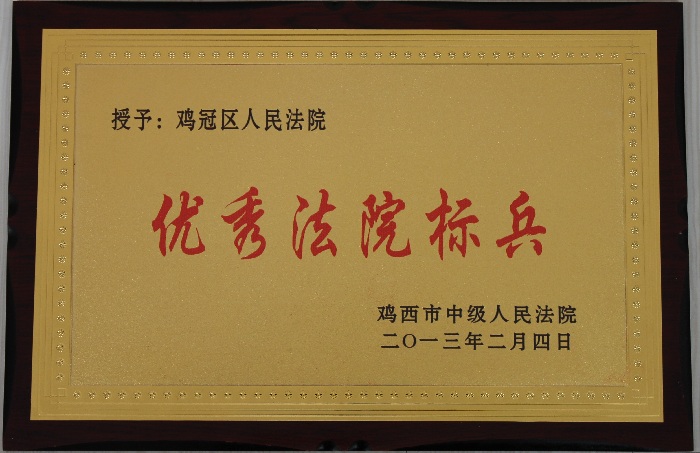 授予：鸡冠区人民法院
优秀法院标兵
鸡西市中级人民法院
二〇一三年二月四日